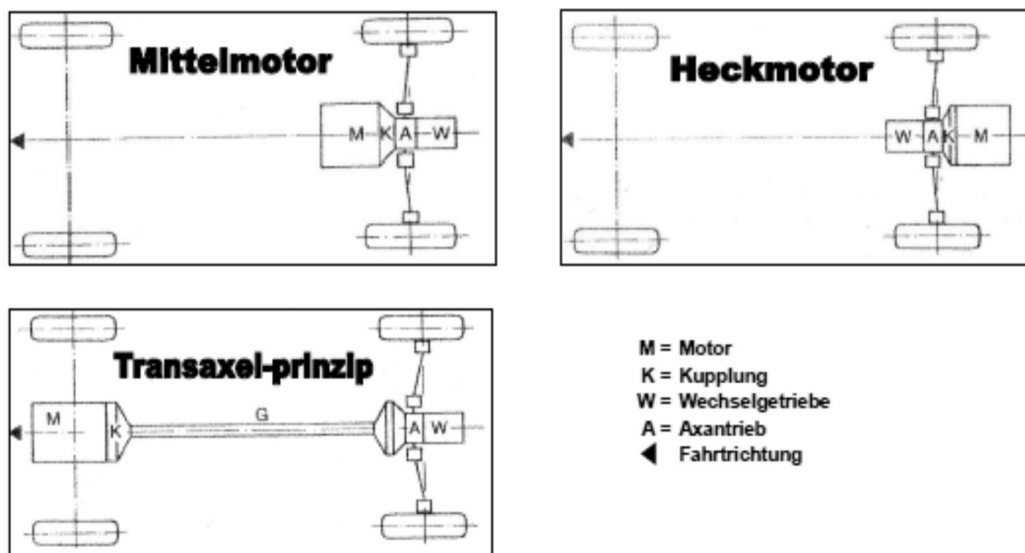 Mittelmotor
M K A W
Heckmotor
W A K M
Transaxel-prinzip
M K G A W
M = Motor
K = Kupplung
W = Wechselgetriebe
A = Axantrieb
Fahrtrichtung